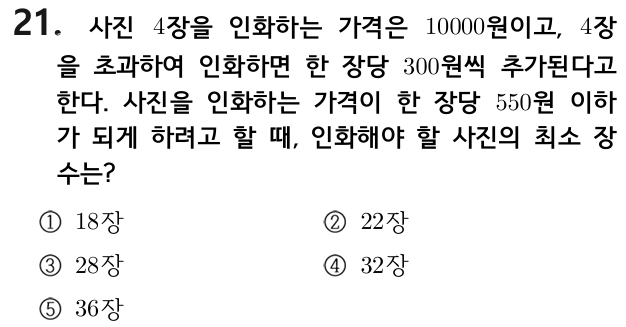 21. 사진 4장을 인화하는 가격은 10000원이고, 4장
을 초과하여 인화하면 한 장당 300원씩 추가된다고
한다. 사진을 인화하는 가격이 한 장당 550원 이하
가 되게 하려고 할 때, 인화해야 할 사진의 최소 장
수는?
① 18장 ② 22장
③ 28장 ④ 32장
⑤ 36장